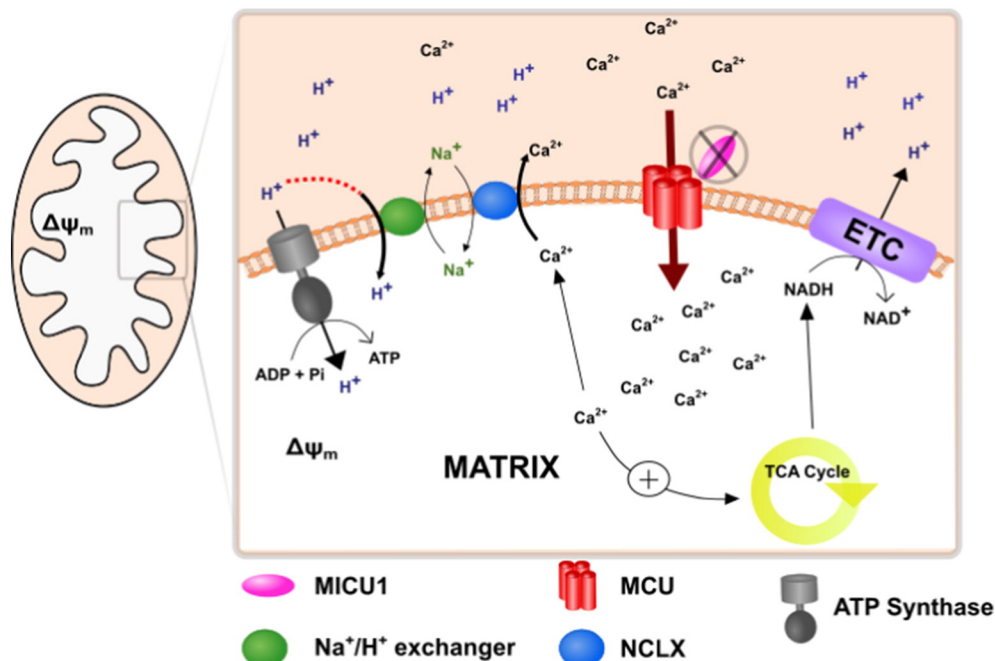 Ca²⁺
Ca²⁺
Ca²⁺
Ca²⁺
H⁺
H⁺
H⁺
H⁺
H⁺
Ca²⁺
H⁺
H⁺
H⁺
H⁺
Na⁺
Ca²⁺
H⁺
ΔΨm
ETC
Na⁺
Ca²⁺
H⁺
Ca²⁺
NADH
NAD⁺
Ca²⁺
Ca²⁺
ATP
ADP + Pi
H⁺
Ca²⁺
Ca²⁺
Ca²⁺
Ca²⁺
Ca²⁺
ΔΨm
MATRIX
+
TCA Cycle
MICU1
MCU
ATP Synthase
Na⁺/H⁺ exchanger
NCLX